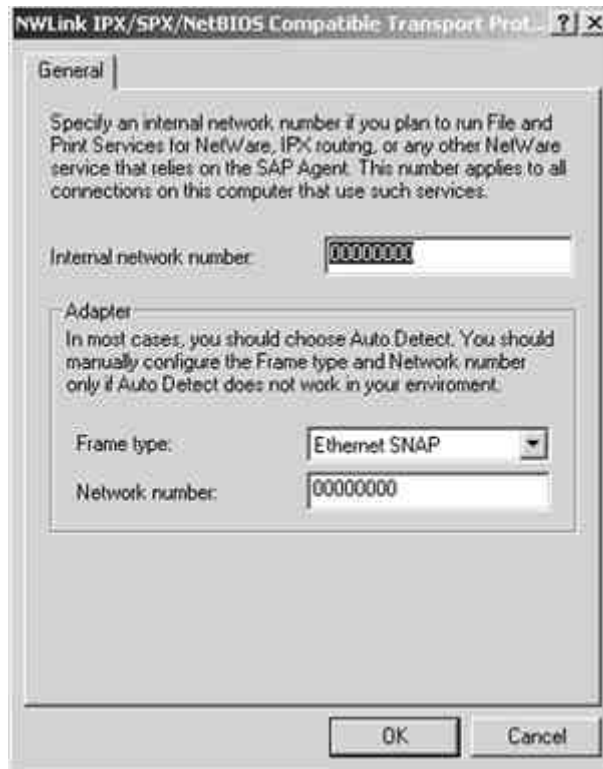 NWLink IPX/SPX/NetBIOS Compatible Transport Prot...
General
Specify an internal network number if you plan to run File and
Print Services for NetWare, IPX routing, or any other NetWare
service that relies on the SAP Agent. This number applies to all
connections on this computer that use such services.
Internal network number: 00000000
Adapter
In most cases, you should choose Auto Detect. You should
manually configure the Frame type and Network number
only if Auto Detect does not work in your enviroment.
Frame type: Ethernet SNAP
Network number: 00000000
OK Cancel